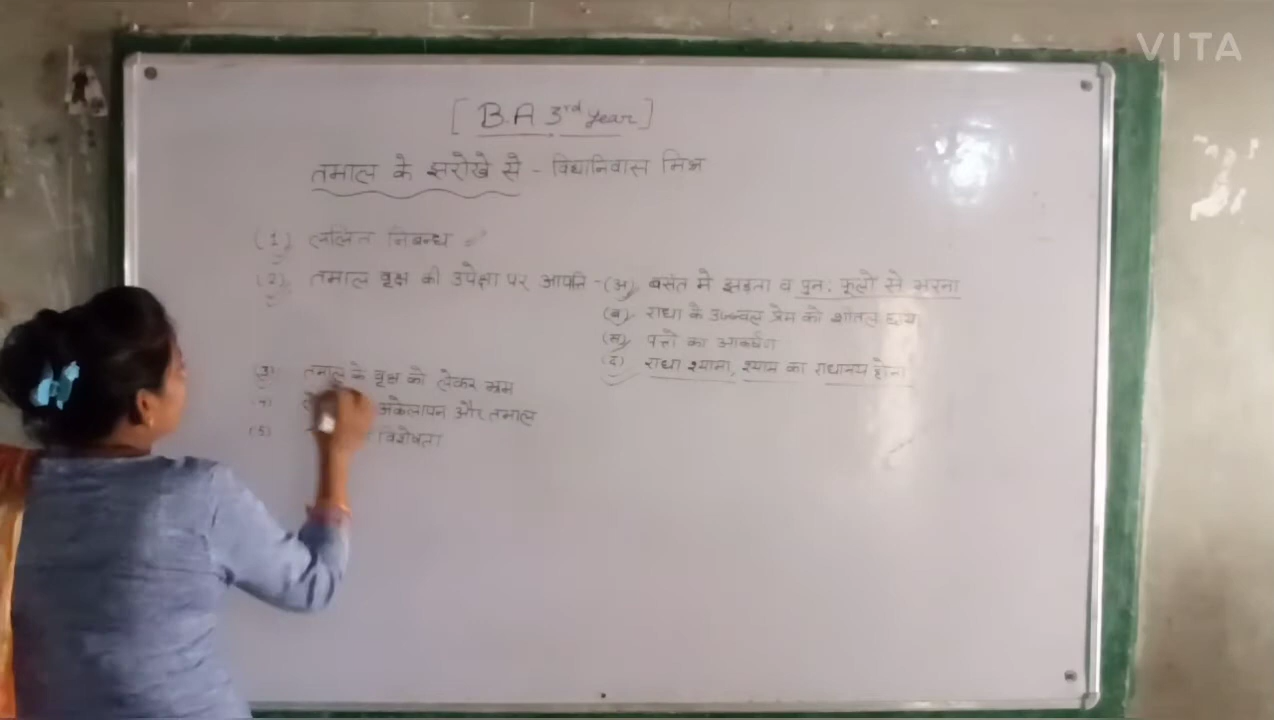 VITA
[ B.A 3rd year ]
तमाल के झरोखे से - विद्यानिवास मिश्र
(1) ललित निबन्ध
(2) तमाल वृक्ष की उपेक्षा पर आपत्ति - (अ) बसंत मे झड़ता व पुनः फूलो से भरना
(ब) - राधा के उज्ज्वल प्रेम की शीतल छाया
(स) पत्तो का आकर्षण
(द) राधा श्यामा, श्याम का राधामय होना
(3) तमाल के वृक्ष को लेकर भ्रम
(4) अकेलापन और तमाल
(5) विशेषता